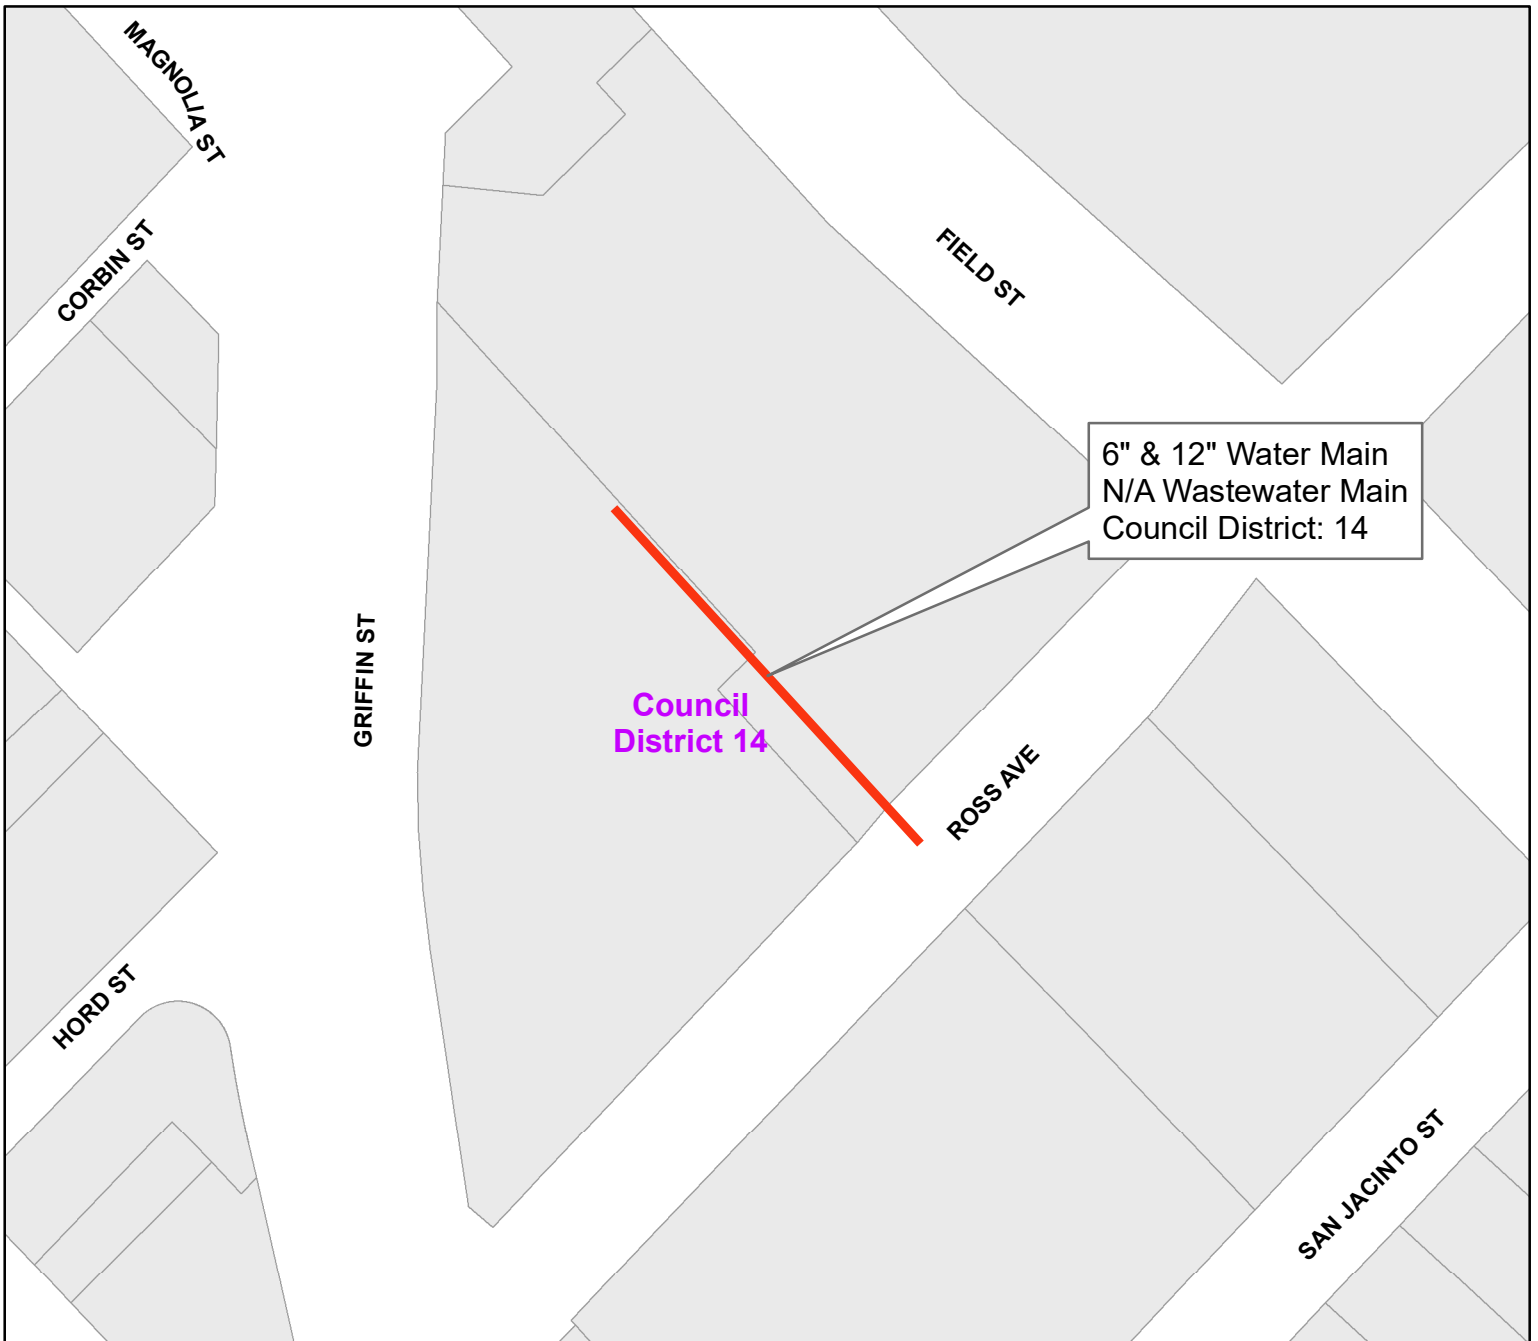 MAGNOLIA ST
CORBIN ST
FIELD ST
6" & 12" Water Main
N/A Wastewater Main
Council District: 14
GRIFFIN ST
Council
District 14
ROSS AVE
HORD ST
SAN JACINTO ST